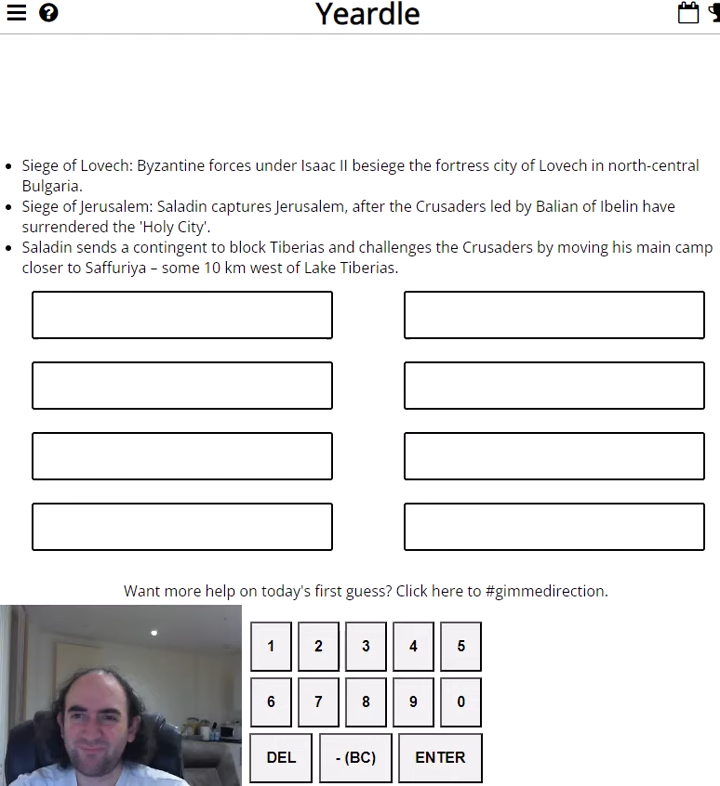 Yeardle
• Siege of Lovech: Byzantine forces under Isaac II besiege the fortress city of Lovech in north-central
Bulgaria.
• Siege of Jerusalem: Saladin captures Jerusalem, after the Crusaders led by Balian of Ibelin have
surrendered the 'Holy City'.
• Saladin sends a contingent to block Tiberias and challenges the Crusaders by moving his main camp
closer to Saffuriya – some 10 km west of Lake Tiberias.
Want more help on today's first guess? Click here to #gimmedirection.
1 2 3 4 5
6 7 8 9 0
DEL - (BC) ENTER